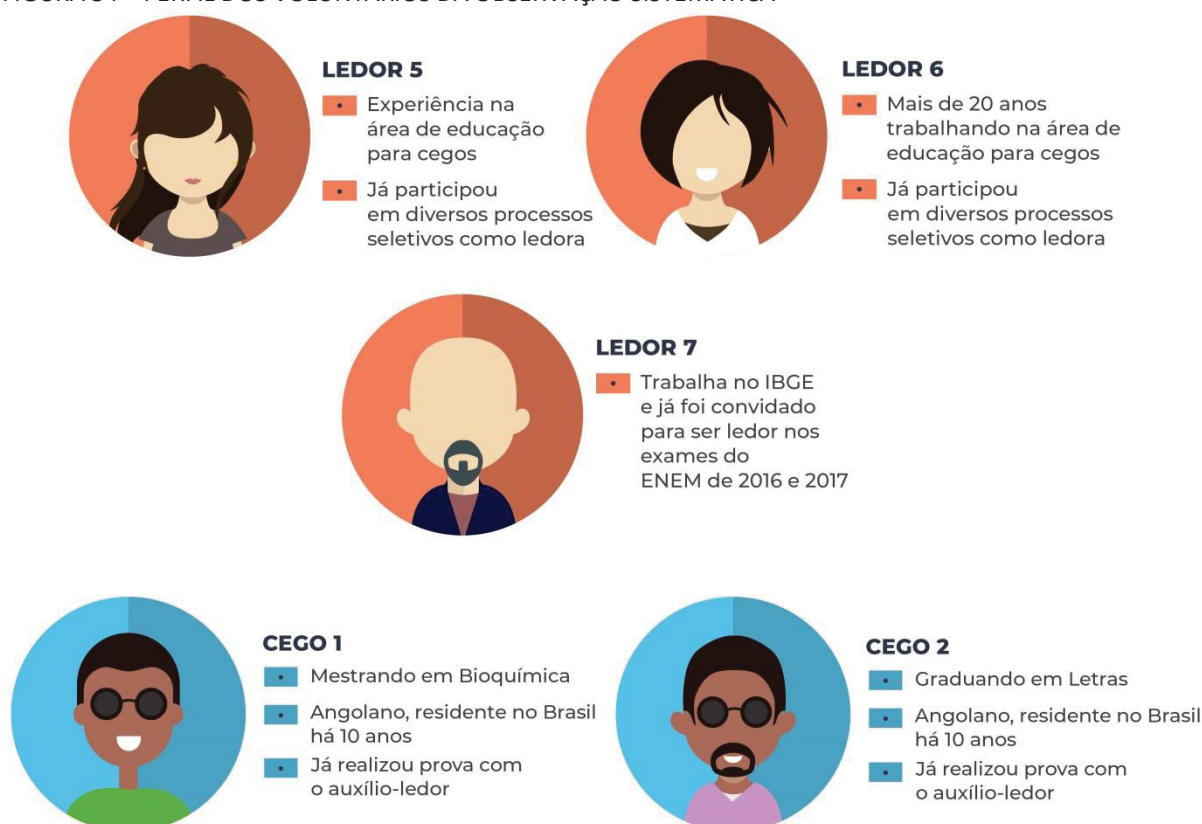 LEDOR 5
Experiência na
área de educação
para cegos
Já participou
em diversos processos
seletivos como ledora
LEDOR 6
Mais de 20 anos
trabalhando na área de
educação para cegos
Já participou
em diversos processos
seletivos como ledora
LEDOR 7
Trabalha no IBGE
e já foi convidado
para ser ledor nos
exames do
ENEM de 2016 e 2017
CEGO 1
Mestrando em Bioquímica
Angolano, residente no Brasil
há 10 anos
Já realizou prova com
o auxílio-ledor
CEGO 2
Graduando em Letras
Angolano, residente no Brasil
há 10 anos
Já realizou prova com
o auxílio-ledor